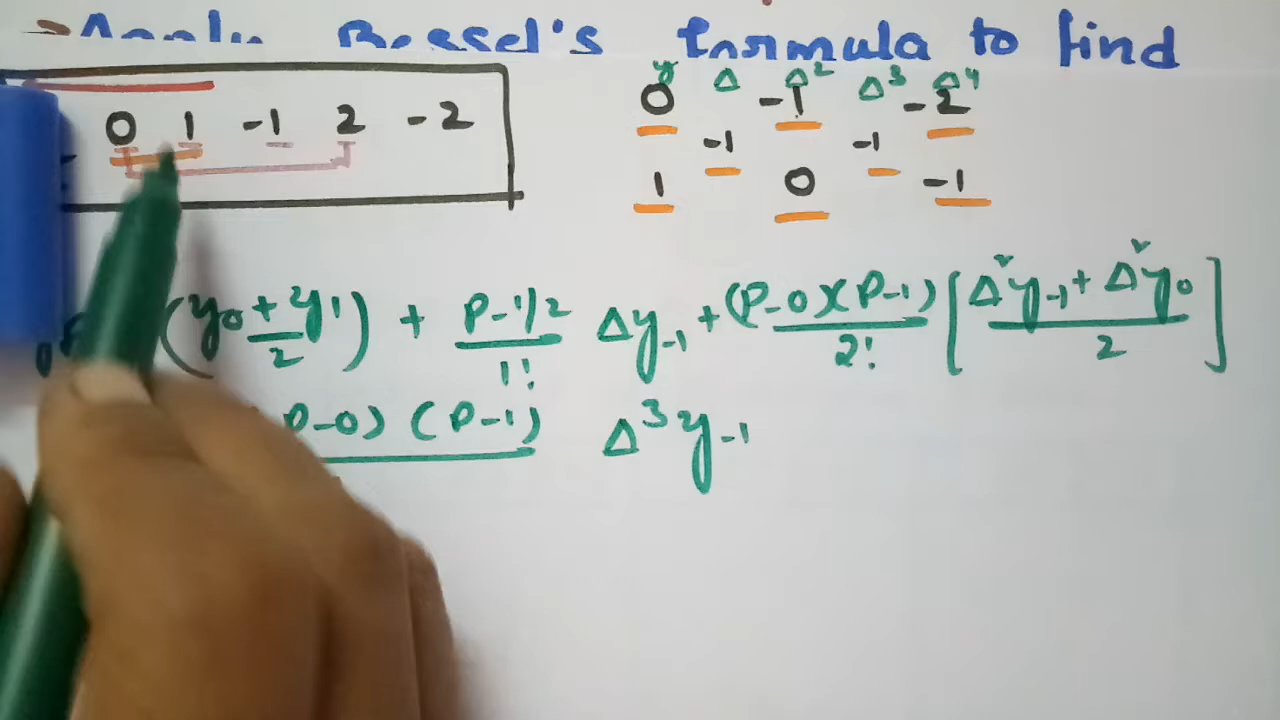 Apply Bessel's formula to find
0 1 -1 2 -2
y Δ Δ² Δ³ Δ⁴
0 -1 -2
-1 -1
1 0 -1
(y₀ + y₁ / 2) + P-1/2 / 1! Δy₋₁ + (P-0)(P-1) / 2! [Δ²y₋₁ + Δ²y₀ / 2]
P-0) (P-1) Δ³y₋₁